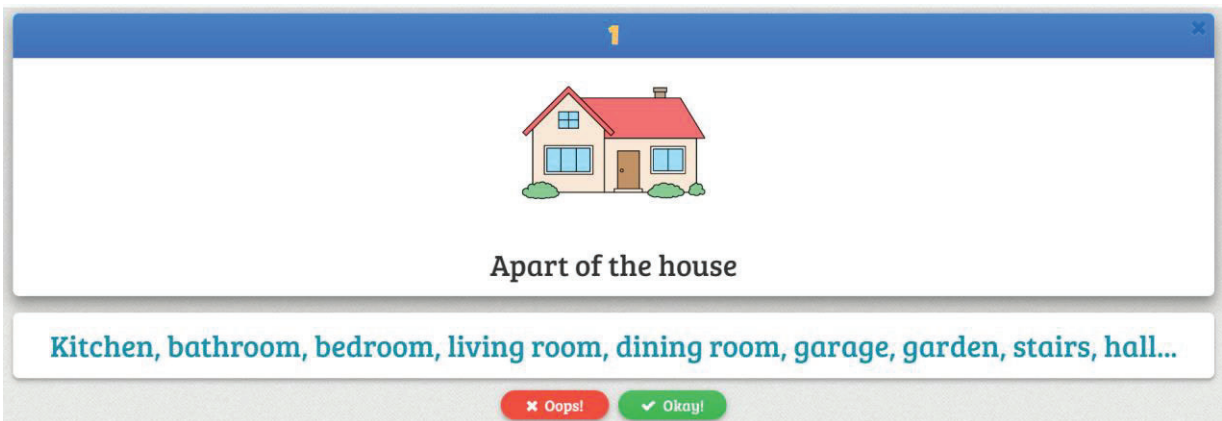 1
Apart of the house
Kitchen, bathroom, bedroom, living room, dining room, garage, garden, stairs, hall...
Oops!
Okay!